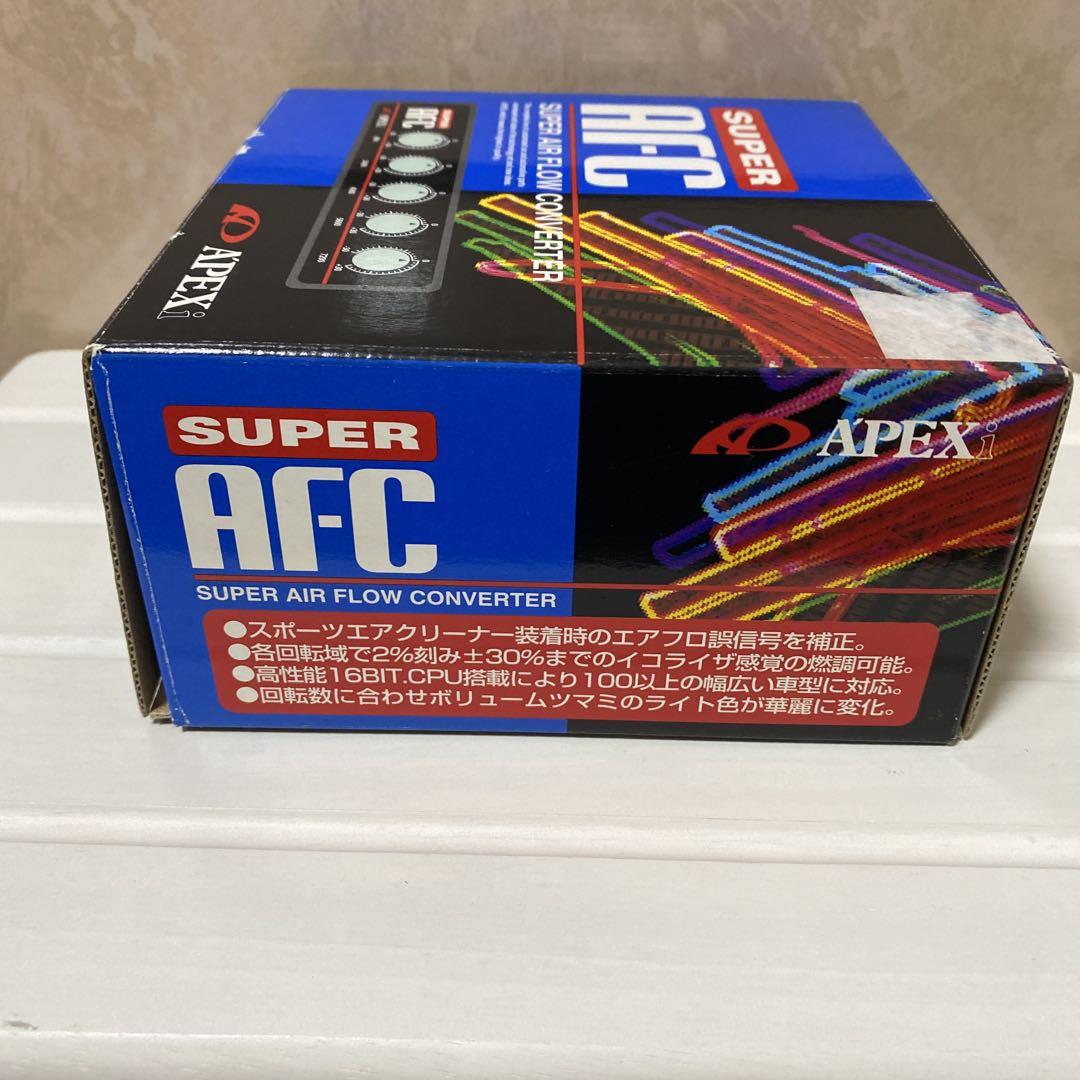 SUPER
AFC
SUPER AIR FLOW CONVERTER
SUPER
AFC
APEXi
SUPER
AFC
APEXi
SUPER AIR FLOW CONVERTER
●スポーツエアクリーナー装着時のエアフロ誤信号を補正。
●各回転域で2%刻み±30%までのイコライザ感覚の燃調可能。
●高性能16BIT.CPU搭載により100以上の幅広い車型に対応。
●回転数に合わせボリュームツマミのライト色が華麗に変化。